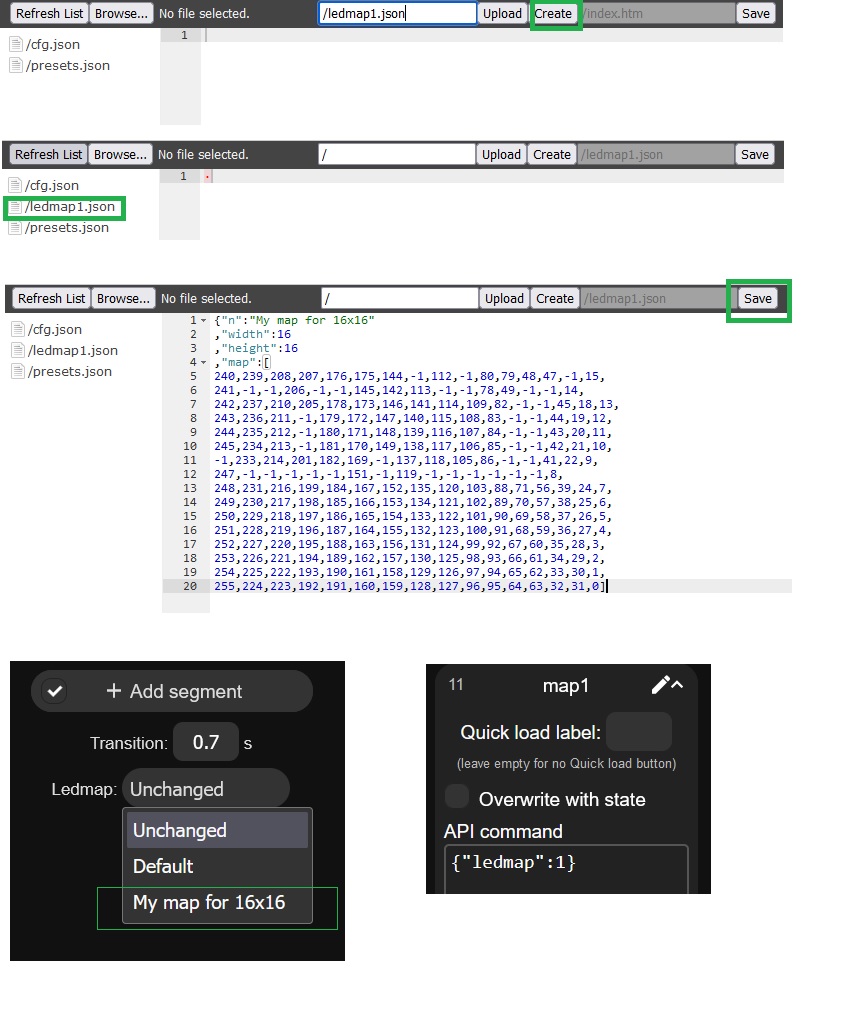 Refresh List Browse... No file selected. /ledmap1.json Upload Create /index.htm Save
1
/cfg.json
/presets.json
Refresh List Browse... No file selected. / Upload Create /ledmap1.json Save
1 ·
/cfg.json
/ledmap1.json
/presets.json
Refresh List Browse... No file selected. / Upload Create /ledmap1.json Save
/cfg.json
/ledmap1.json
/presets.json
1 {"n":"My map for 16x16"
2 ,"width":16
3 ,"height":16
4 ,"map":[
5 240,239,208,207,176,175,144,-1,112,-1,80,79,48,47,-1,15,
6 241,-1,-1,206,-1,-1,145,142,113,-1,-1,78,49,-1,-1,14,
7 242,237,210,205,178,173,146,141,114,109,82,-1,-1,45,18,13,
8 243,236,211,-1,179,172,147,140,115,108,83,-1,-1,44,19,12,
9 244,235,212,-1,180,171,148,139,116,107,84,-1,-1,43,20,11,
10 245,234,213,-1,181,170,149,138,117,106,85,-1,-1,42,21,10,
11 -1,233,214,201,182,169,-1,137,118,105,86,-1,-1,41,22,9,
12 247,-1,-1,-1,-1,-1,151,-1,119,-1,-1,-1,-1,-1,-1,8,
13 248,231,216,199,184,167,152,135,120,103,88,71,56,39,24,7,
14 249,230,217,198,185,166,153,134,121,102,89,70,57,38,25,6,
15 250,229,218,197,186,165,154,133,122,101,90,69,58,37,26,5,
16 251,228,219,196,187,164,155,132,123,100,91,68,59,36,27,4,
17 252,227,220,195,188,163,156,131,124,99,92,67,60,35,28,3,
18 253,226,221,194,189,162,157,130,125,98,93,66,61,34,29,2,
19 254,225,222,193,190,161,158,129,126,97,94,65,62,33,30,1,
20 255,224,223,192,191,160,159,128,127,96,95,64,63,32,31,0]
+ Add segment
Transition: 0.7 s
Ledmap: Unchanged
Unchanged
Default
My map for 16x16
11 map1
Quick load label:
(leave empty for no Quick load button)
Overwrite with state
API command
{"ledmap":1}